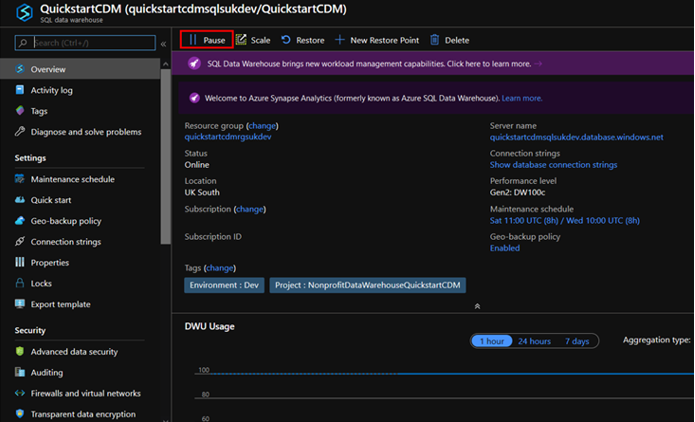 QuickstartCDM (quickstartcdmsqlsukdev/QuickstartCDM)
SQL data warehouse
Search (Ctrl+/)
«
Overview
Activity log
Tags
Diagnose and solve problems
Settings
Maintenance schedule
Quick start
Geo-backup policy
Connection strings
Properties
Locks
Export template
Security
Advanced data security
Auditing
Firewalls and virtual networks
Transparent data encryption
Pause Scale Restore New Restore Point Delete
SQL Data Warehouse brings new workload management capabilities. Click here to learn more. →
Welcome to Azure Synapse Analytics (formerly known as Azure SQL Data Warehouse). Learn more.
Resource group (change)
quickstartcdmrgsukdev
Status
Online
Location
UK South
Subscription (change)
Subscription ID
Server name
quickstartcdmsqlsukdev.database.windows.net
Connection strings
Show database connection strings
Performance level
Gen2: DW100c
Maintenance schedule
Sat 11:00 UTC (8h) / Wed 10:00 UTC (8h)
Geo-backup policy
Enabled
Tags (change)
Environment : Dev Project : NonprofitDataWarehouseQuickstartCDM
DWU Usage
1 hour 24 hours 7 days Aggregation type:
100
80
60